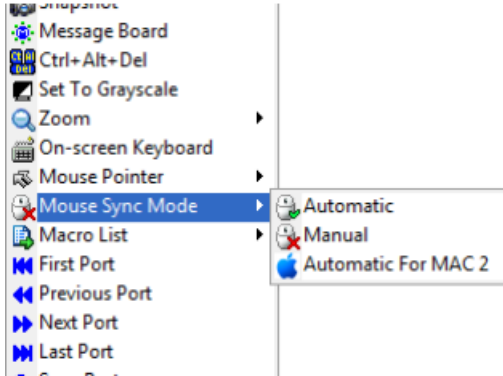 Snapshot
Message Board
Ctrl+Alt+Del
Set To Grayscale
Zoom
On-screen Keyboard
Mouse Pointer
Mouse Sync Mode
Automatic
Manual
Automatic For MAC 2
Macro List
First Port
Previous Port
Next Port
Last Port